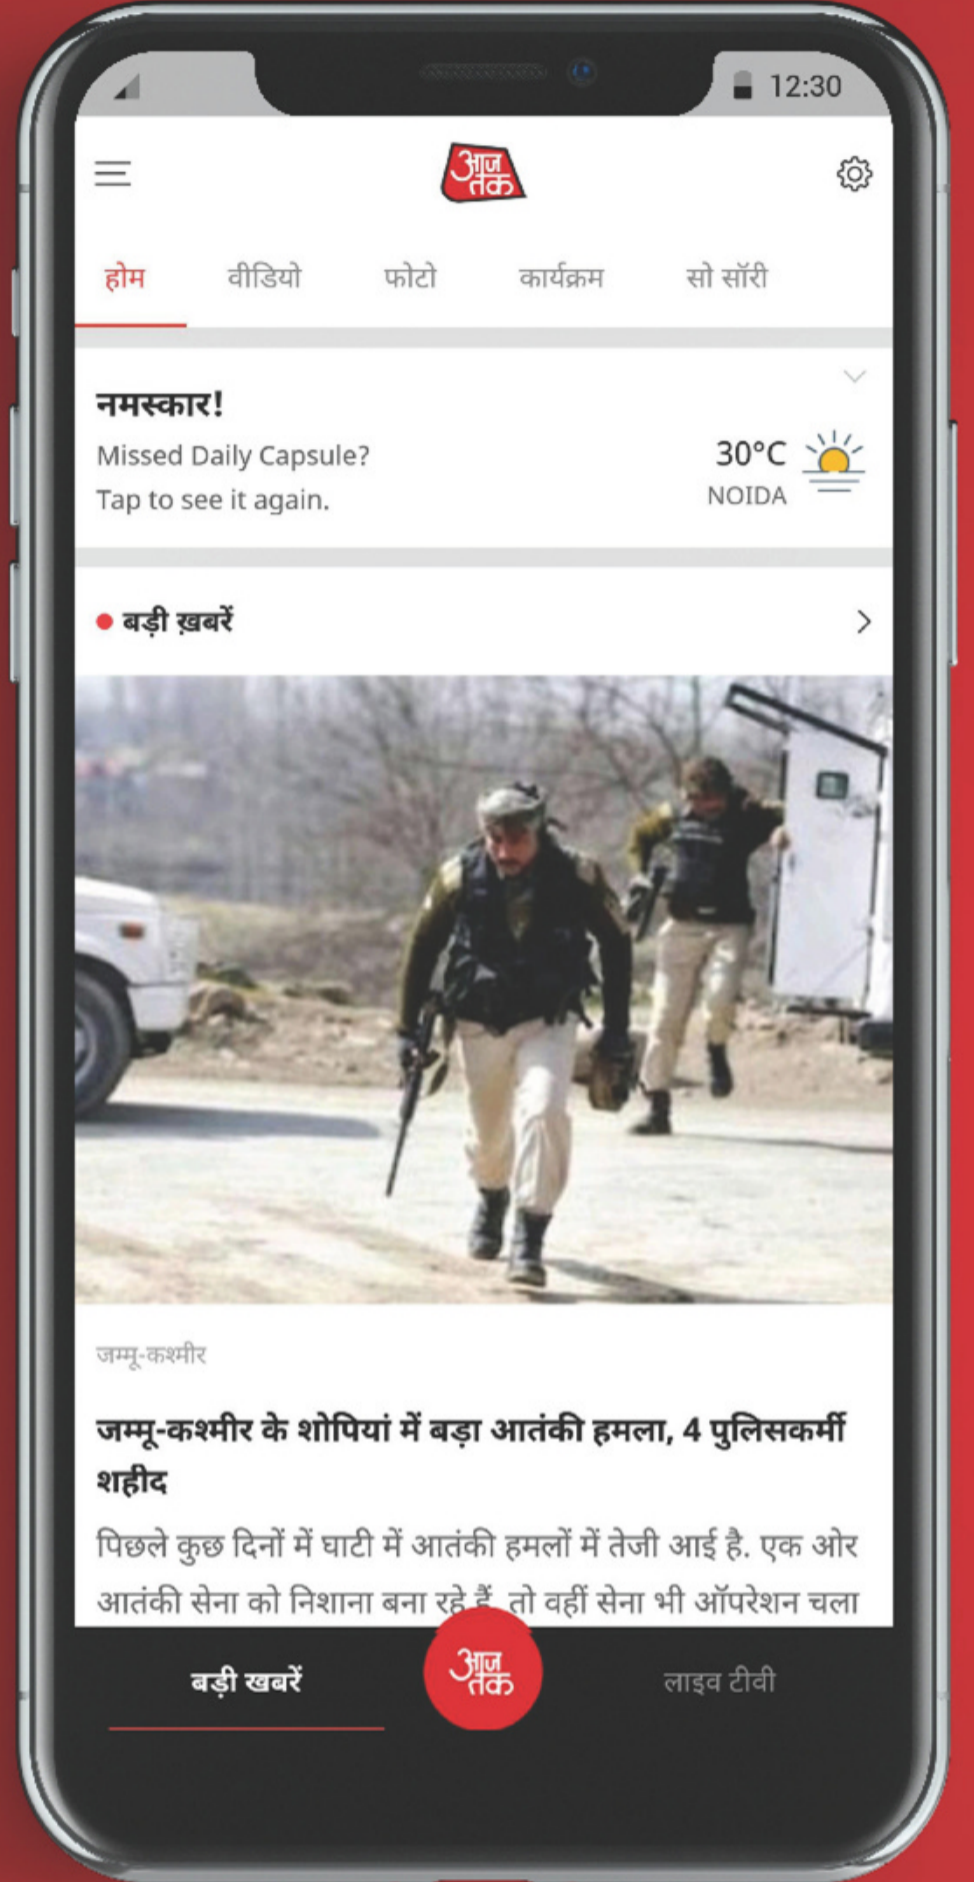 12:30
आज
तक
होम वीडियो फोटो कार्यक्रम सो सॉरी
नमस्कार!
Missed Daily Capsule?
Tap to see it again.
30°C
NOIDA
बड़ी ख़बरें
जम्मू-कश्मीर
जम्मू-कश्मीर के शोपियां में बड़ा आतंकी हमला, 4 पुलिसकर्मी
शहीद
पिछले कुछ दिनों में घाटी में आतंकी हमलों में तेजी आई है. एक ओर
आतंकी सेना को निशाना बना रहे हैं, तो वहीं सेना भी ऑपरेशन चला
बड़ी खबरें
आज
तक
लाइव टीवी